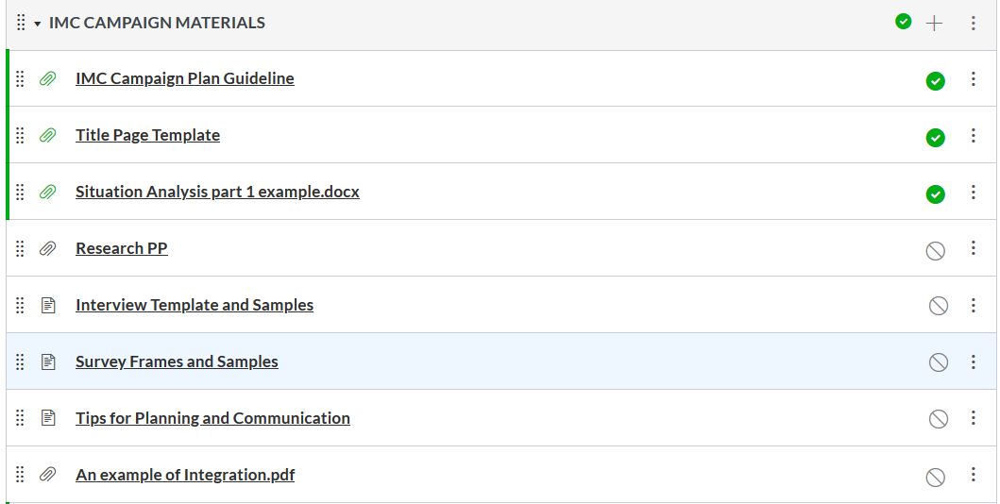 IMC CAMPAIGN MATERIALS
IMC Campaign Plan Guideline
Title Page Template
Situation Analysis part 1 example.docx
Research PP
Interview Template and Samples
Survey Frames and Samples
Tips for Planning and Communication
An example of Integration.pdf